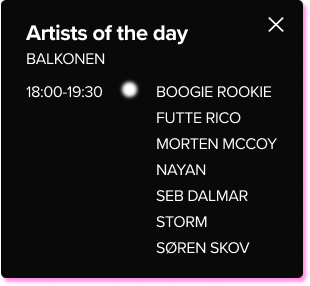 Artists of the day
BALKONEN
18:00-19:30 BOOGIE ROOKIE
FUTTE RICO
MORTEN MCCOY
NAYAN
SEB DALMAR
STORM
SØREN SKOV